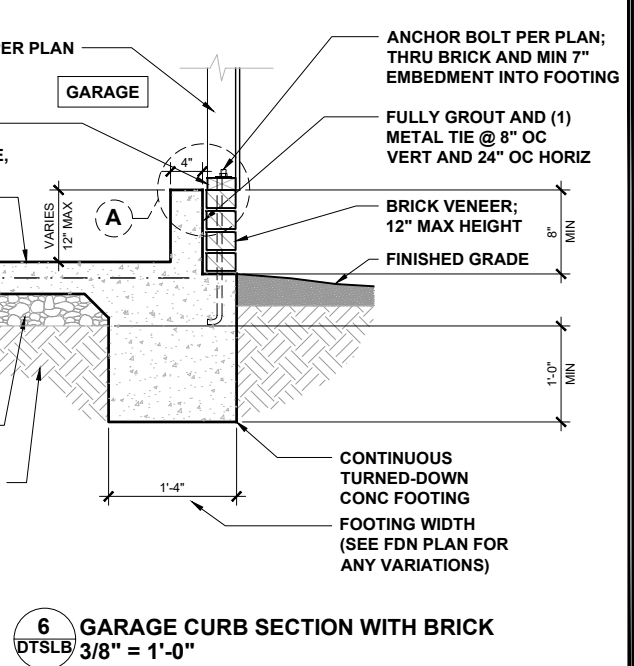 PER PLAN
GARAGE
E,
4"
A
VARIES
12" MAX
ANCHOR BOLT PER PLAN;
THRU BRICK AND MIN 7"
EMBEDMENT INTO FOOTING
FULLY GROUT AND (1)
METAL TIE @ 8" OC
VERT AND 24" OC HORIZ
BRICK VENEER;
12" MAX HEIGHT
FINISHED GRADE
8"
MIN
1'-0"
MIN
CONTINUOUS
TURNED-DOWN
CONC FOOTING
1'-4"
FOOTING WIDTH
(SEE FDN PLAN FOR
ANY VARIATIONS)
6
DTSLB
GARAGE CURB SECTION WITH BRICK
3/8" = 1'-0"